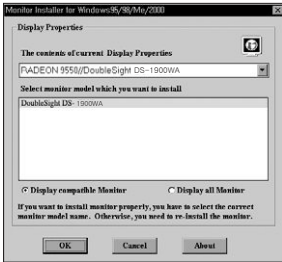 Monitor Installer for Windows95/98/Me/2000
Display Properties
The contents of current Display Properties
RADEON 9550//DoubleSight DS-1900WA
Select monitor model which you want to install
DoubleSight DS- 1900WA
Display compatible Monitor
Display all Monitor
If you want to install monitor properly, you have to select the correct
monitor model name. Otherwise, you need to re-install the monitor.
OK
Cancel
About